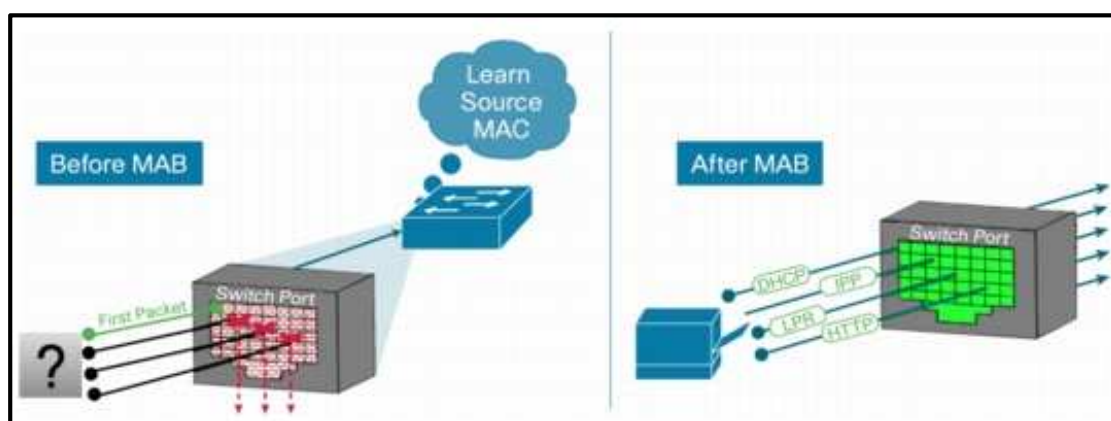 Before MAB
Learn
Source
MAC
Switch Port
First Packet
?
After MAB
Switch Port
DHCP
IPP
LPR
HTTP